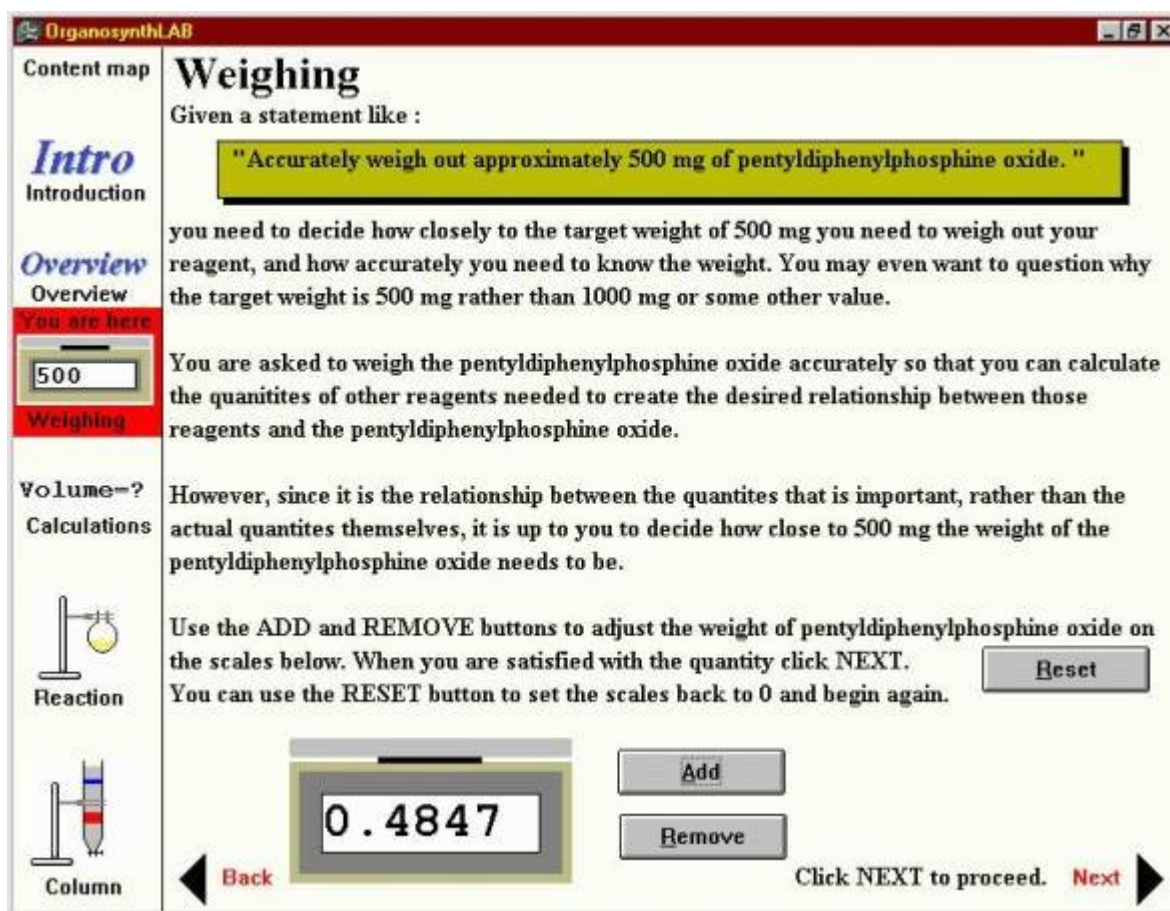 OrganosynthLAB
Content map
Intro
Introduction
Overview
Overview
You are here
500
Weighing
Volume=?
Calculations
Reaction
Column
Weighing
Given a statement like :
"Accurately weigh out approximately 500 mg of pentyldiphenylphosphine oxide. "
you need to decide how closely to the target weight of 500 mg you need to weigh out your
reagent, and how accurately you need to know the weight. You may even want to question why
the target weight is 500 mg rather than 1000 mg or some other value.
You are asked to weigh the pentyldiphenylphosphine oxide accurately so that you can calculate
the quanitites of other reagents needed to create the desired relationship between those
reagents and the pentyldiphenylphosphine oxide.
However, since it is the relationship between the quantites that is important, rather than the
actual quantites themselves, it is up to you to decide how close to 500 mg the weight of the
pentyldiphenylphosphine oxide needs to be.
Use the ADD and REMOVE buttons to adjust the weight of pentyldiphenylphosphine oxide on
the scales below. When you are satisfied with the quantity click NEXT.
You can use the RESET button to set the scales back to 0 and begin again.
Reset
0.4847
Add
Remove
Back
Click NEXT to proceed.
Next